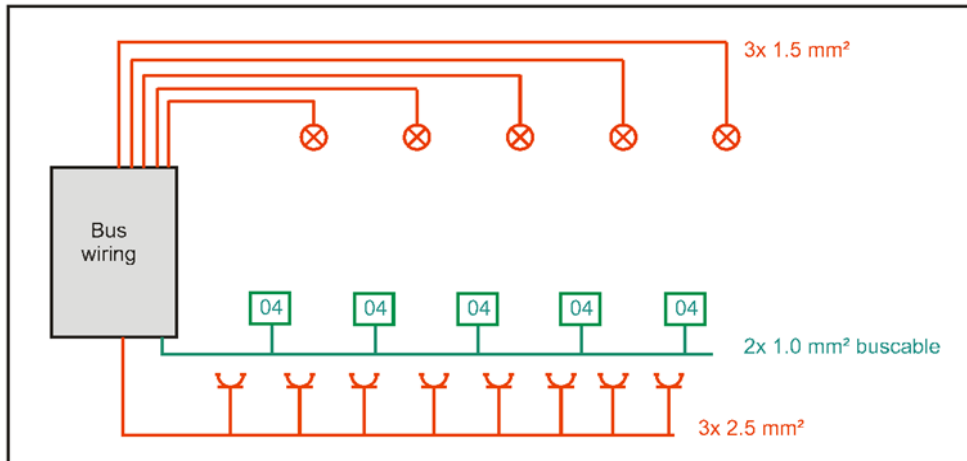 3x 1.5 mm²
Bus
wiring
04 04 04 04 04
2x 1.0 mm² buscable
3x 2.5 mm²